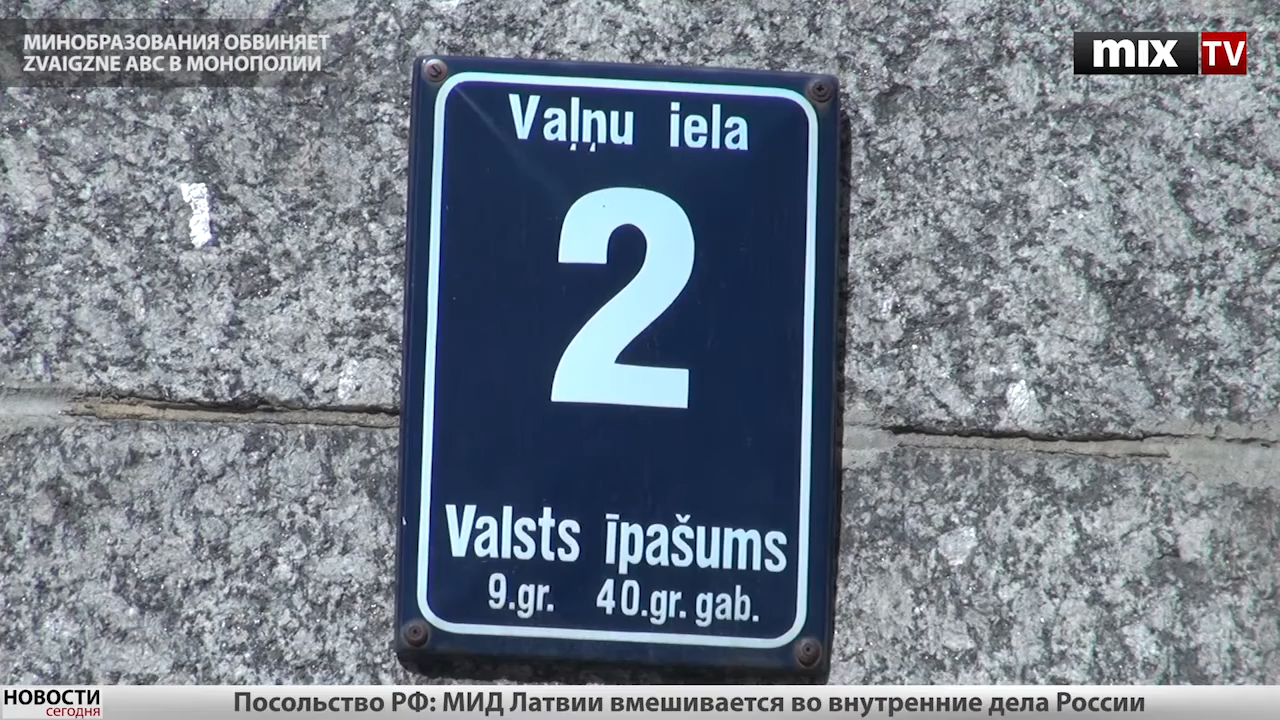 МИНОБРАЗОВАНИЯ ОБВИНЯЕТ
ZVAIGZNE ABC В МОНОПОЛИИ
mix TV
Vaļņu iela
2
Valsts īpašums
9.gr. 40.gr. gab.
НОВОСТИ
сегодня
Посольство РФ: МИД Латвии вмешивается во внутренние дела России